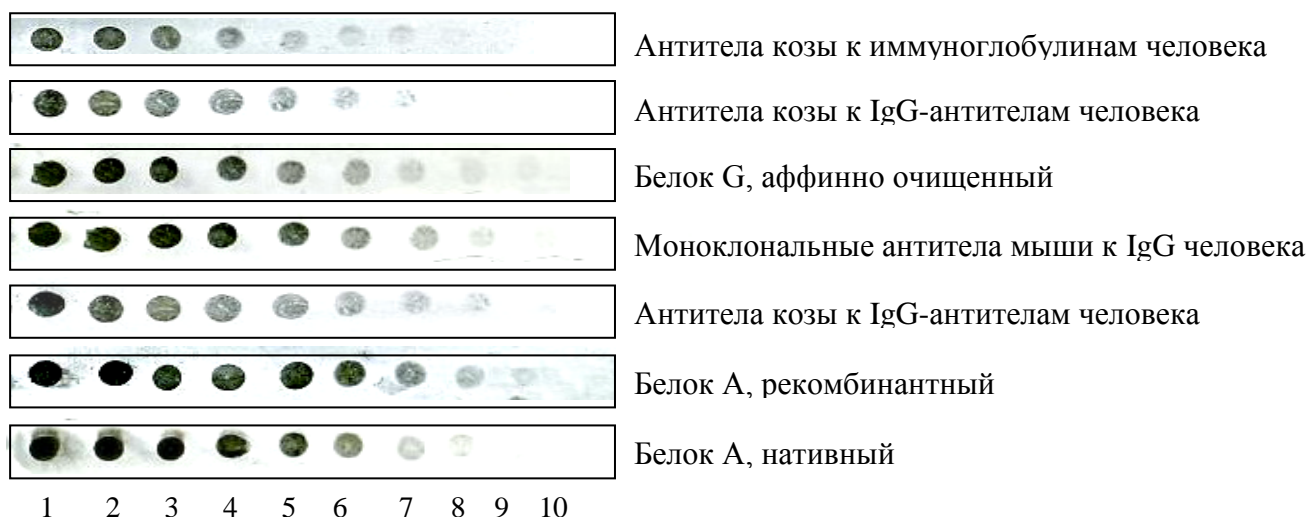 Антитела козы к иммуноглобулинам человека
Антитела козы к IgG-антителам человека
Белок G, аффинно очищенный
Моноклональные антитела мыши к IgG человека
Антитела козы к IgG-антителам человека
Белок А, рекомбинантный
Белок А, нативный
1 2 3 4 5 6 7 8 9 10